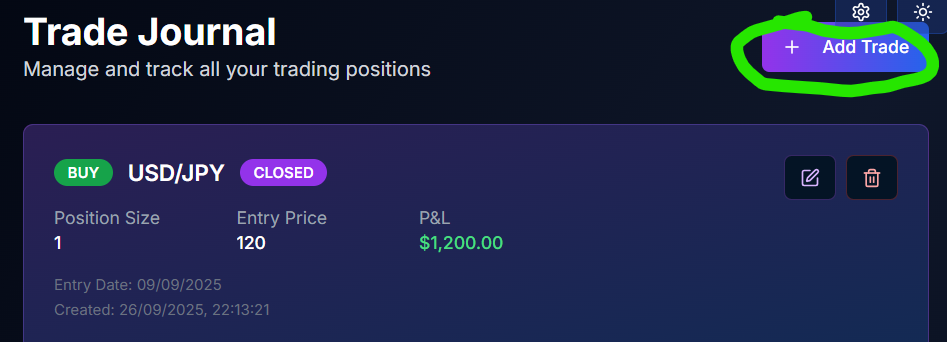 Trade Journal
Manage and track all your trading positions
+ Add Trade
BUY USD/JPY CLOSED
Position Size Entry Price P&L
1 120 $1,200.00
Entry Date: 09/09/2025
Created: 26/09/2025, 22:13:21